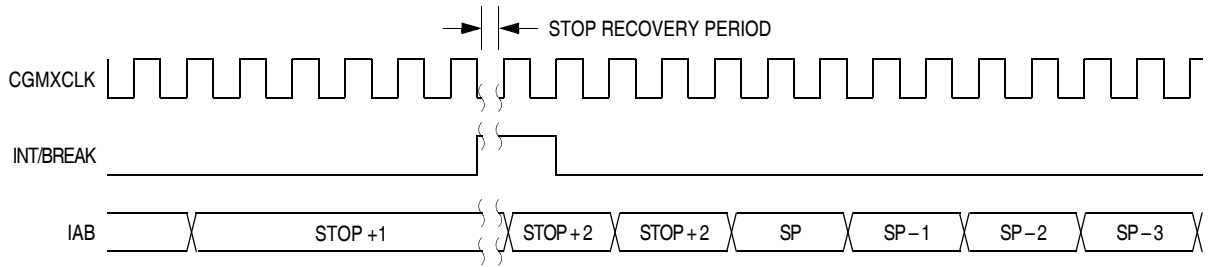 STOP RECOVERY PERIOD
CGMXCLK
INT/BREAK
IAB STOP +1 STOP + 2 STOP + 2 SP SP – 1 SP – 2 SP – 3